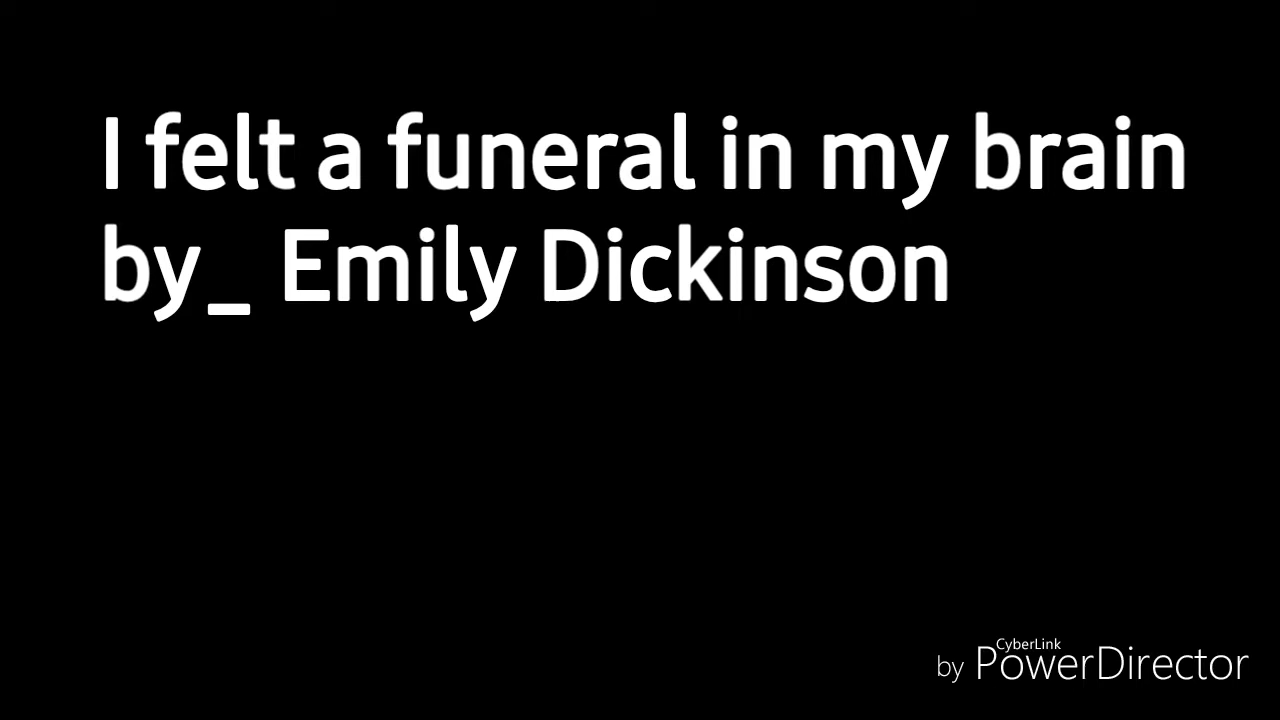 I felt a funeral in my brain
by_ Emily Dickinson
CyberLink
by PowerDirector